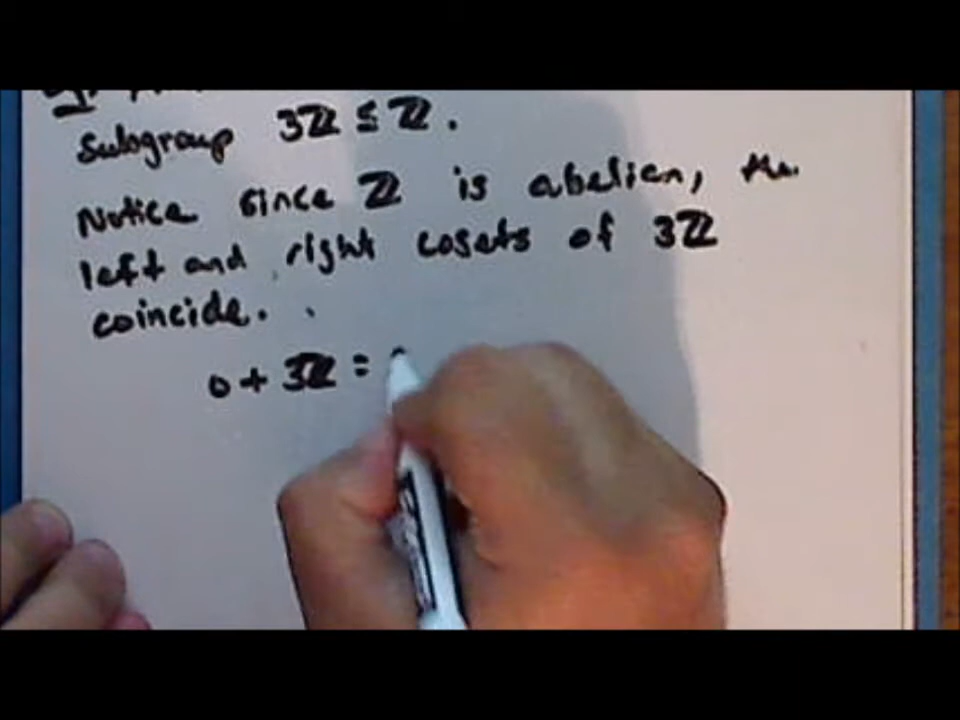 Subgroup 3ℤ ≤ ℤ.
Notice since ℤ is abelian, the
left and right cosets of 3ℤ
coincide.
0 + 3ℤ =